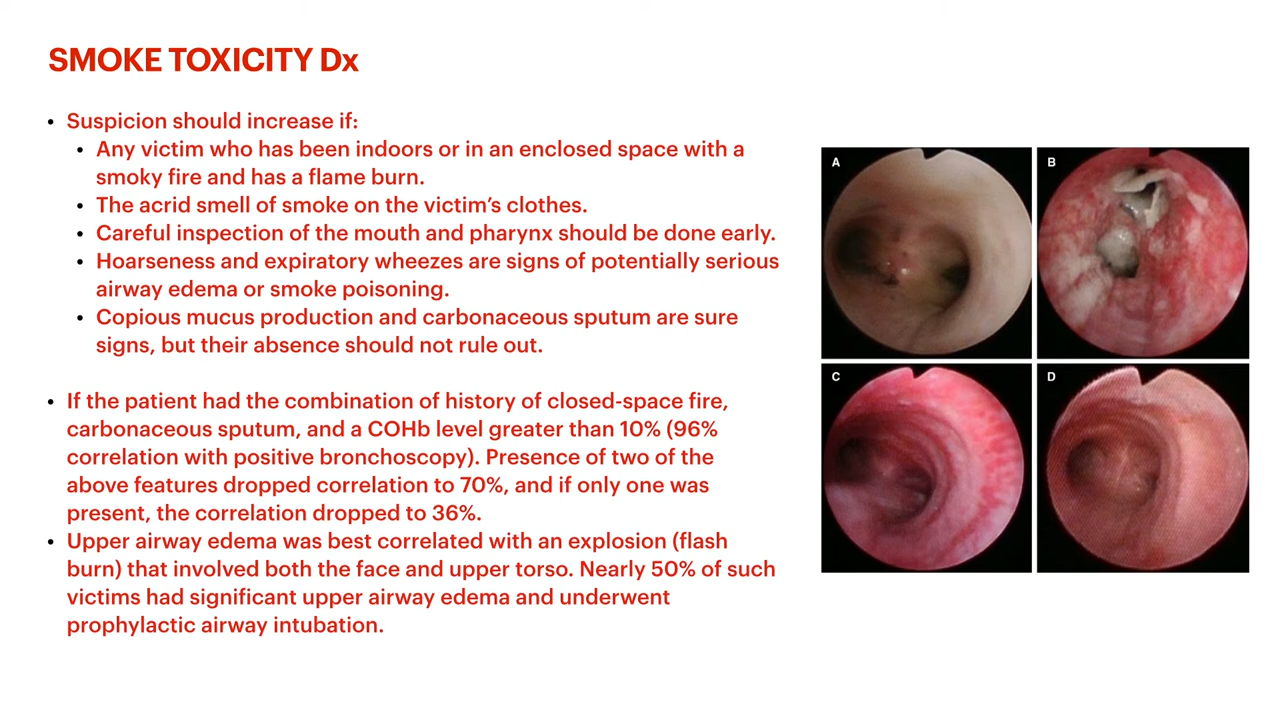 SMOKE TOXICITY Dx
• Suspicion should increase if:
• Any victim who has been indoors or in an enclosed space with a
smoky fire and has a flame burn.
• The acrid smell of smoke on the victim’s clothes.
• Careful inspection of the mouth and pharynx should be done early.
• Hoarseness and expiratory wheezes are signs of potentially serious
airway edema or smoke poisoning.
• Copious mucus production and carbonaceous sputum are sure
signs, but their absence should not rule out.
• If the patient had the combination of history of closed-space fire,
carbonaceous sputum, and a COHb level greater than 10% (96%
correlation with positive bronchoscopy). Presence of two of the
above features dropped correlation to 70%, and if only one was
present, the correlation dropped to 36%.
• Upper airway edema was best correlated with an explosion (flash
burn) that involved both the face and upper torso. Nearly 50% of such
victims had significant upper airway edema and underwent
prophylactic airway intubation.
A
B
C
D